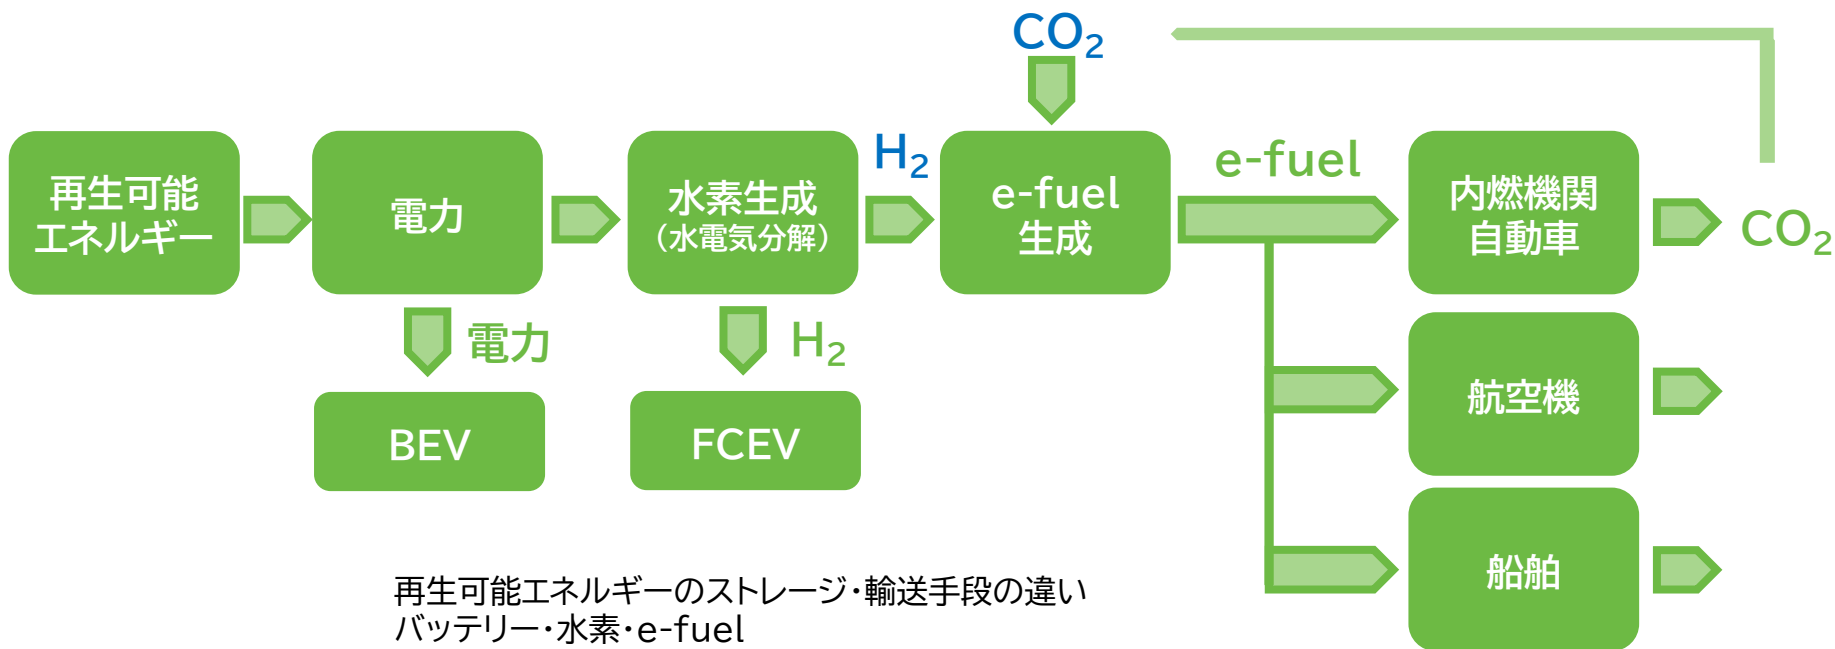 CO₂
再生可能
エネルギー
電力
水素生成
（水電気分解）
H₂
e-fuel
生成
e-fuel
内燃機関
自動車
CO₂
電力
H₂
BEV
FCEV
航空機
船舶
再生可能エネルギーのストレージ・輸送手段の違い
バッテリー・水素・e-fuel